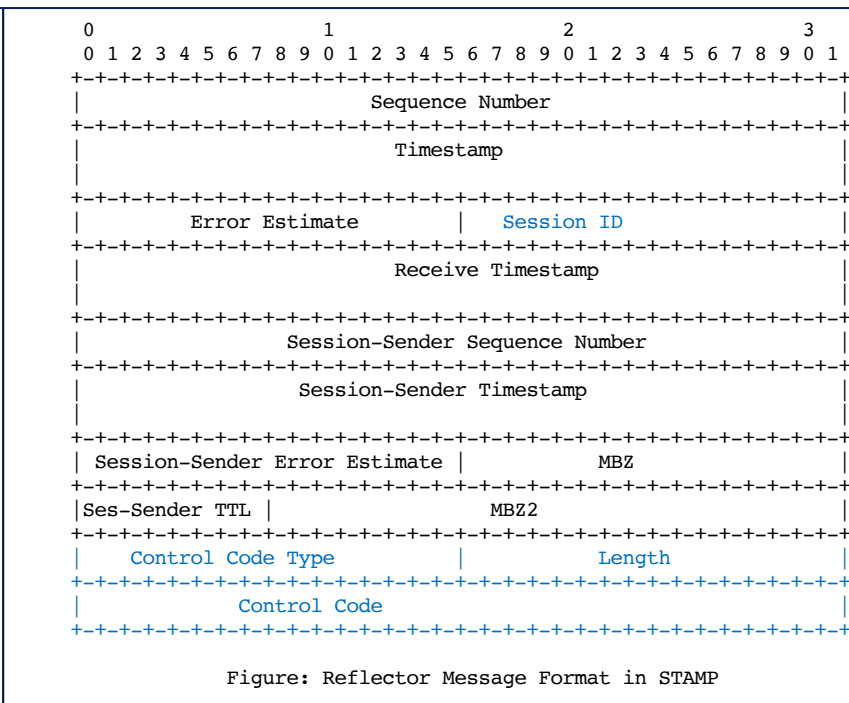 0                   1                   2                   3
 0 1 2 3 4 5 6 7 8 9 0 1 2 3 4 5 6 7 8 9 0 1 2 3 4 5 6 7 8 9 0 1
+-+-+-+-+-+-+-+-+-+-+-+-+-+-+-+-+-+-+-+-+-+-+-+-+-+-+-+-+-+-+-+-+
|                        Sequence Number                        |
+-+-+-+-+-+-+-+-+-+-+-+-+-+-+-+-+-+-+-+-+-+-+-+-+-+-+-+-+-+-+-+-+
|                          Timestamp                            |
|                                                               |
+-+-+-+-+-+-+-+-+-+-+-+-+-+-+-+-+-+-+-+-+-+-+-+-+-+-+-+-+-+-+-+-+
|         Error Estimate        |   Session ID                  |
+-+-+-+-+-+-+-+-+-+-+-+-+-+-+-+-+-+-+-+-+-+-+-+-+-+-+-+-+-+-+-+-+
|                          Receive Timestamp                    |
|                                                               |
+-+-+-+-+-+-+-+-+-+-+-+-+-+-+-+-+-+-+-+-+-+-+-+-+-+-+-+-+-+-+-+-+
|                 Session-Sender Sequence Number                |
+-+-+-+-+-+-+-+-+-+-+-+-+-+-+-+-+-+-+-+-+-+-+-+-+-+-+-+-+-+-+-+-+
|                  Session-Sender Timestamp                     |
|                                                               |
+-+-+-+-+-+-+-+-+-+-+-+-+-+-+-+-+-+-+-+-+-+-+-+-+-+-+-+-+-+-+-+-+
| Session-Sender Error Estimate |           MBZ                 |
+-+-+-+-+-+-+-+-+-+-+-+-+-+-+-+-+-+-+-+-+-+-+-+-+-+-+-+-+-+-+-+-+
|Ses-Sender TTL |                  MBZ2                         |
+-+-+-+-+-+-+-+-+-+-+-+-+-+-+-+-+-+-+-+-+-+-+-+-+-+-+-+-+-+-+-+-+
|    Control Code Type          |           Length              |
+-+-+-+-+-+-+-+-+-+-+-+-+-+-+-+-+-+-+-+-+-+-+-+-+-+-+-+-+-+-+-+-+
|             Control Code                                      |
+-+-+-+-+-+-+-+-+-+-+-+-+-+-+-+-+-+-+-+-+-+-+-+-+-+-+-+-+-+-+-+-+
Figure: Reflector Message Format in STAMP